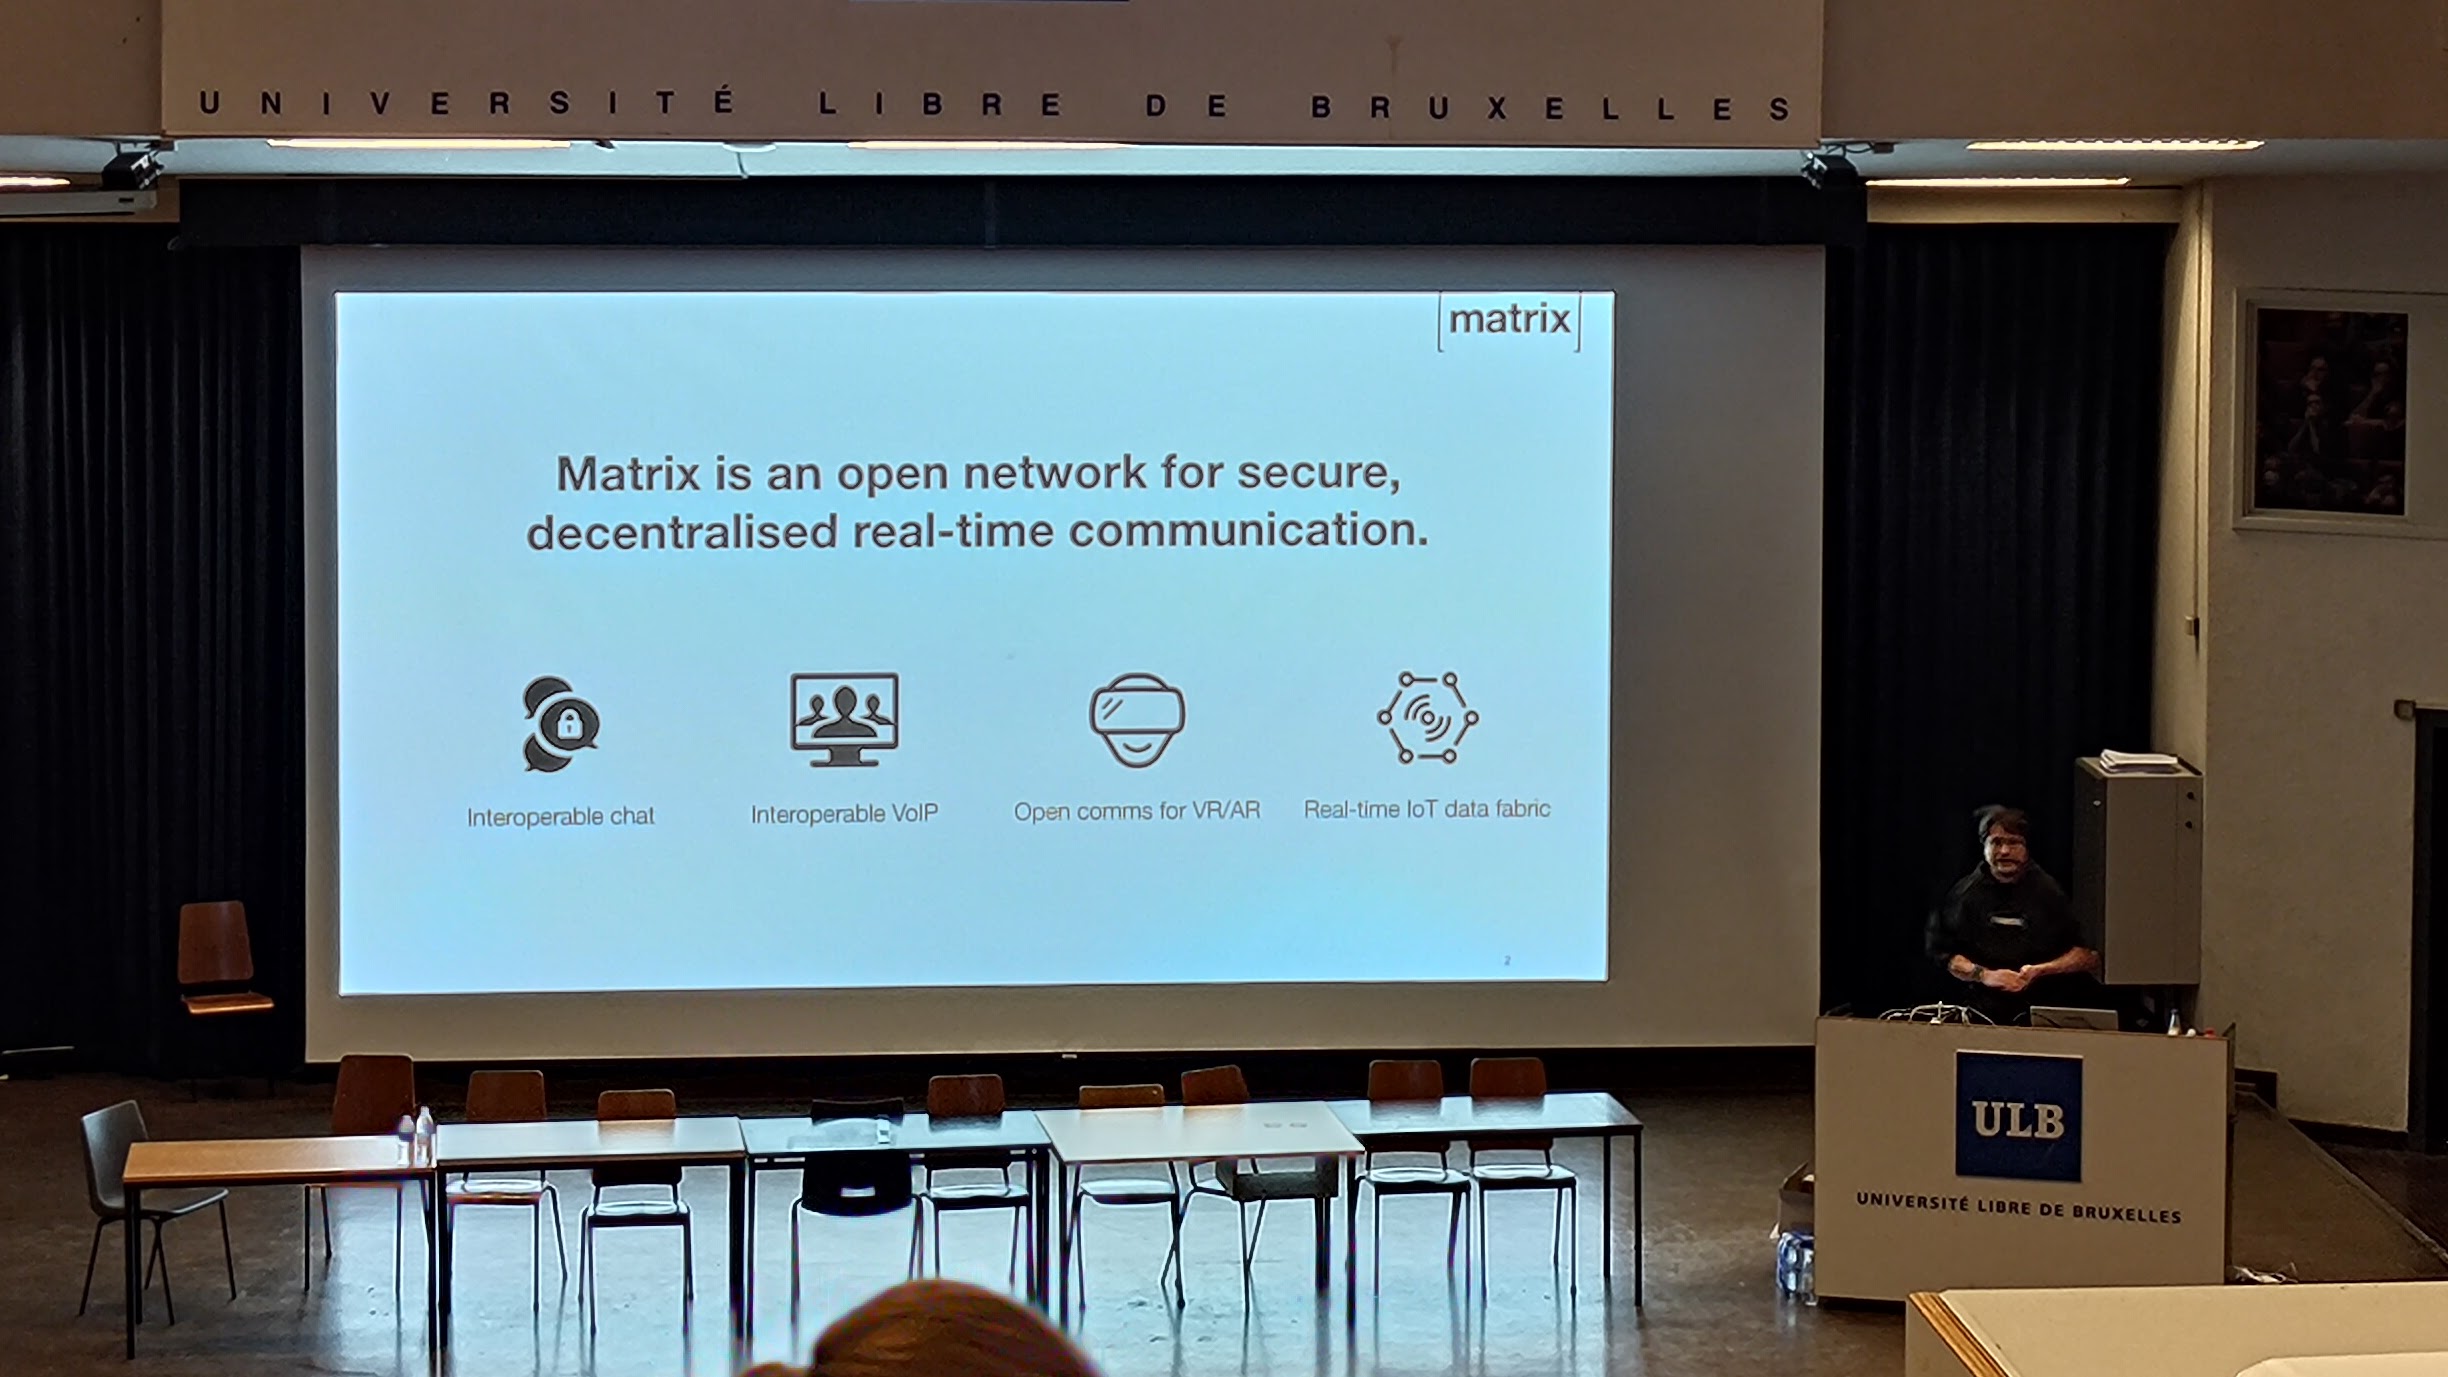 UNIVERSITÉ LIBRE DE BRUXELLES
[matrix]
Matrix is an open network for secure,
decentralised real-time communication.
Interoperable chat
Interoperable VoIP
Open comms for VR/AR
Real-time IoT data fabric
2
ULB
UNIVERSITÉ LIBRE DE BRUXELLES